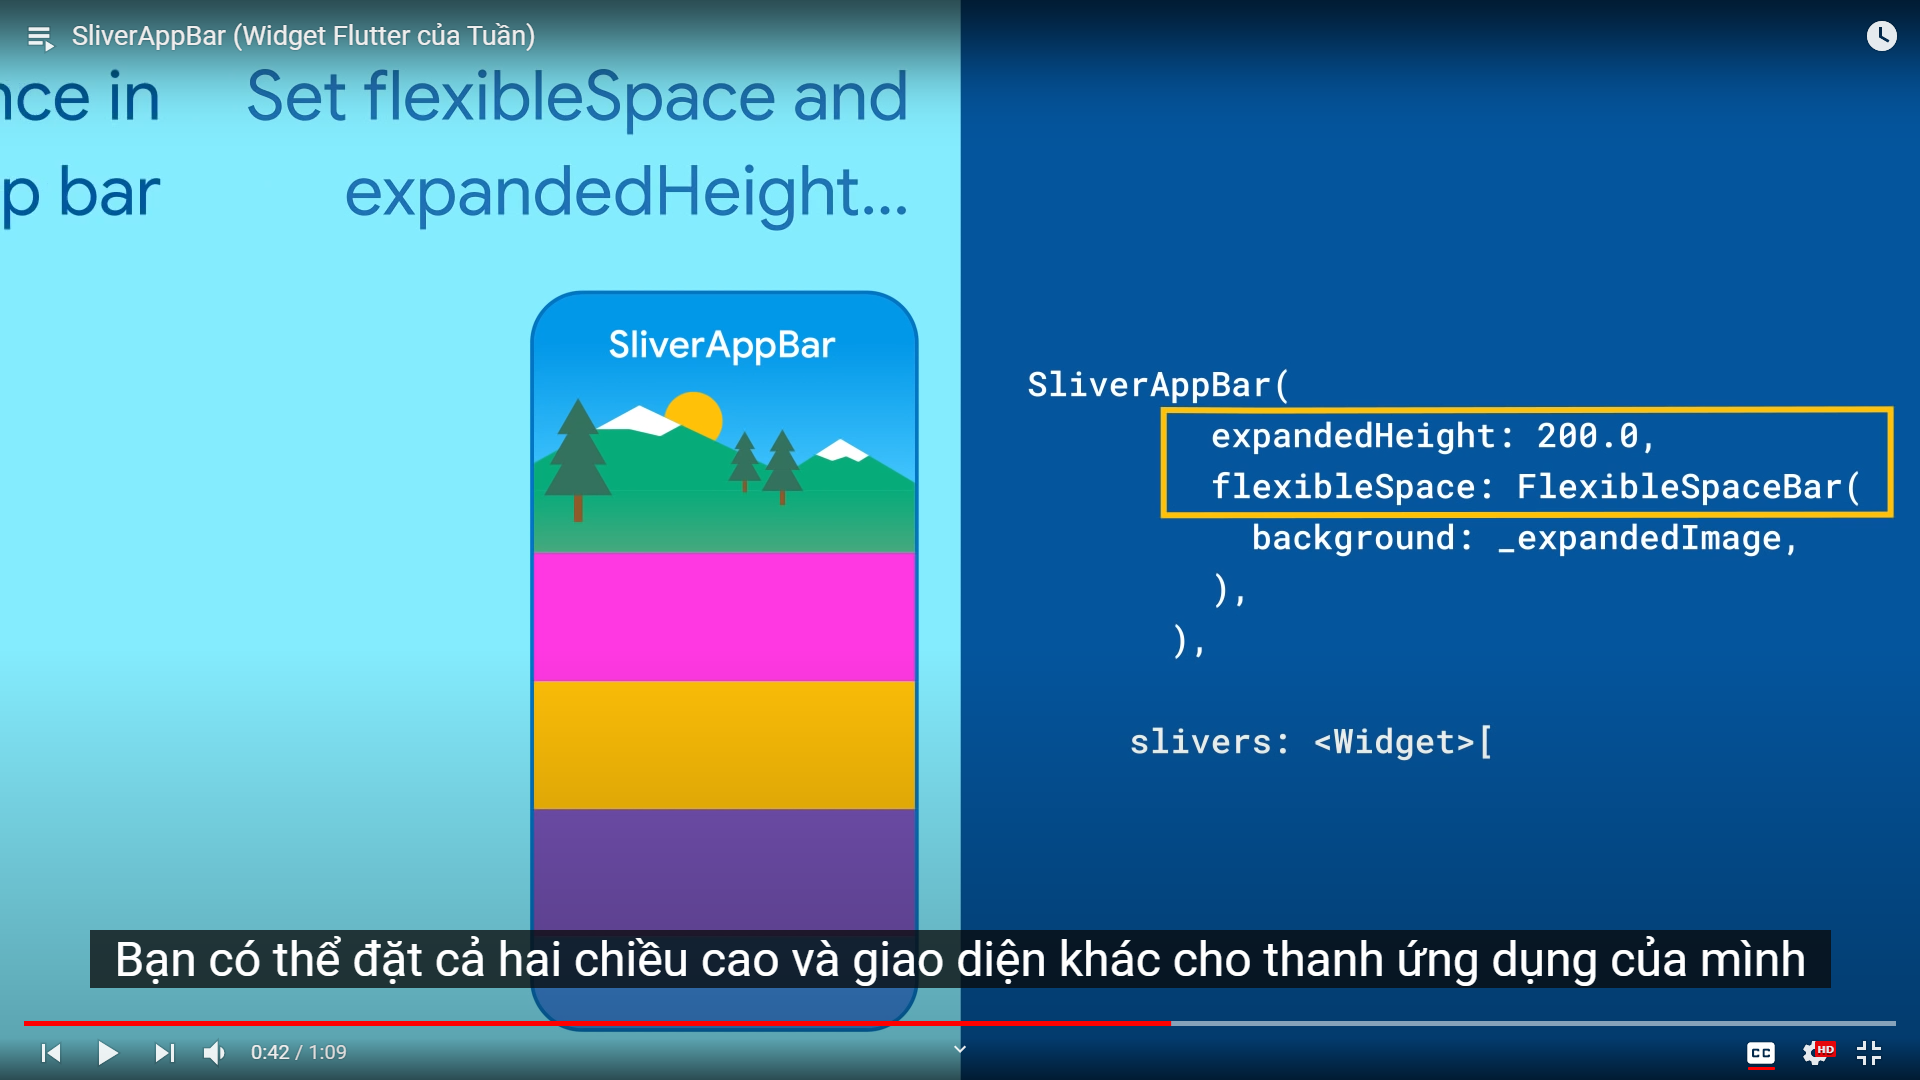 SliverAppBar (Widget Flutter của Tuần)
nce in
p bar
Set flexibleSpace and
expandedHeight...
SliverAppBar
SliverAppBar(
expandedHeight: 200.0,
flexibleSpace: FlexibleSpaceBar(
background: _expandedImage,
),
),
slivers: <Widget>[
Bạn có thể đặt cả hai chiều cao và giao diện khác cho thanh ứng dụng của mình
0:42 / 1:09
CC
HD